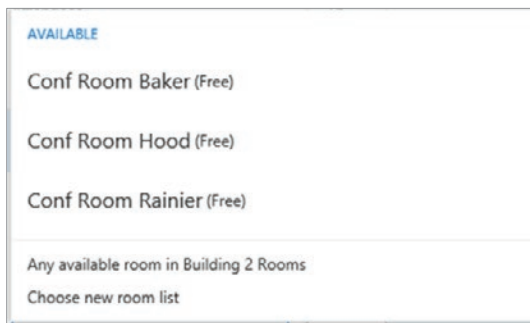 AVAILABLE
Conf Room Baker (Free)
Conf Room Hood (Free)
Conf Room Rainier (Free)
Any available room in Building 2 Rooms
Choose new room list